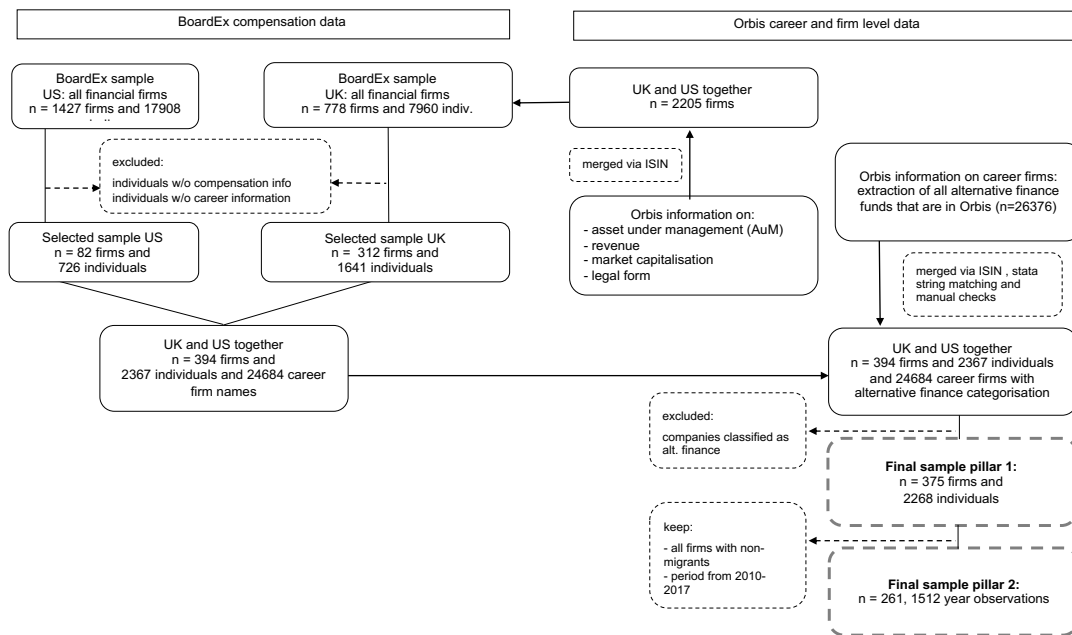 BoardEx compensation data
Orbis career and firm level data
BoardEx sample
US: all financial firms
n = 1427 firms and 17908
BoardEx sample
UK: all financial firms
n = 778 firms and 7960 indiv.
UK and US together
n = 2205 firms
excluded:
individuals w/o compensation info
individuals w/o career information
merged via ISIN
Orbis information on career firms:
extraction of all alternative finance
funds that are in Orbis (n=26376)
Orbis information on:
- asset under management (AuM)
- revenue
- market capitalisation
- legal form
Selected sample US
n = 82 firms and
726 individuals
Selected sample UK
n = 312 firms and
1641 individuals
merged via ISIN , stata
string matching and
manual checks
UK and US together
n = 394 firms and
2367 individuals and 24684 career
firm names
UK and US together
n = 394 firms and 2367 individuals
and 24684 career firms with
alternative finance categorisation
excluded:
companies classified as
alt. finance
Final sample pillar 1:
n = 375 firms and
2268 individuals
keep:
- all firms with non-
migrants
- period from 2010-
2017
Final sample pillar 2:
n = 261, 1512 year observations